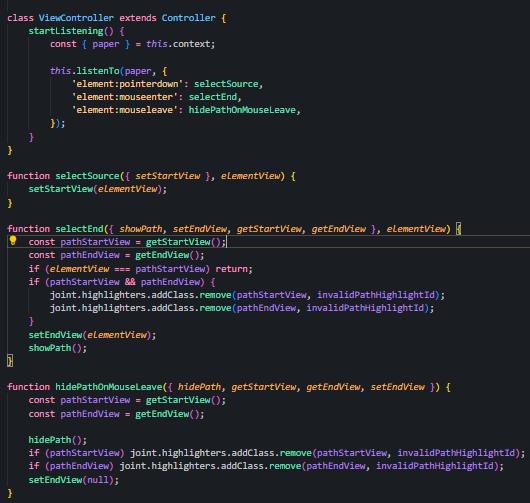 class ViewController extends Controller {
    startListening() {
        const { paper } = this.context;

        this.listenTo(paper, {
            'element:pointerdown': selectSource,
            'element:mouseenter': selectEnd,
            'element:mouseleave': hidePathOnMouseLeave,
        });
    }
}

function selectSource({ setStartView }, elementView) {
    setStartView(elementView);
}

function selectEnd({ showPath, setEndView, getStartView, getEndView }, elementView) {
    const pathStartView = getStartView();
    const pathEndView = getEndView();
    if (elementView === pathStartView) return;
    if (pathStartView && pathEndView) {
        joint.highlighters.addClass.remove(pathStartView, invalidPathHighlightId);
        joint.highlighters.addClass.remove(pathEndView, invalidPathHighlightId);
    }
    setEndView(elementView);
    showPath();
}

function hidePathOnMouseLeave({ hidePath, getStartView, getEndView, setEndView }) {
    const pathStartView = getStartView();
    const pathEndView = getEndView();

    hidePath();
    if (pathStartView) joint.highlighters.addClass.remove(pathStartView, invalidPathHighlightId);
    if (pathEndView) joint.highlighters.addClass.remove(pathEndView, invalidPathHighlightId);
    setEndView(null);
}